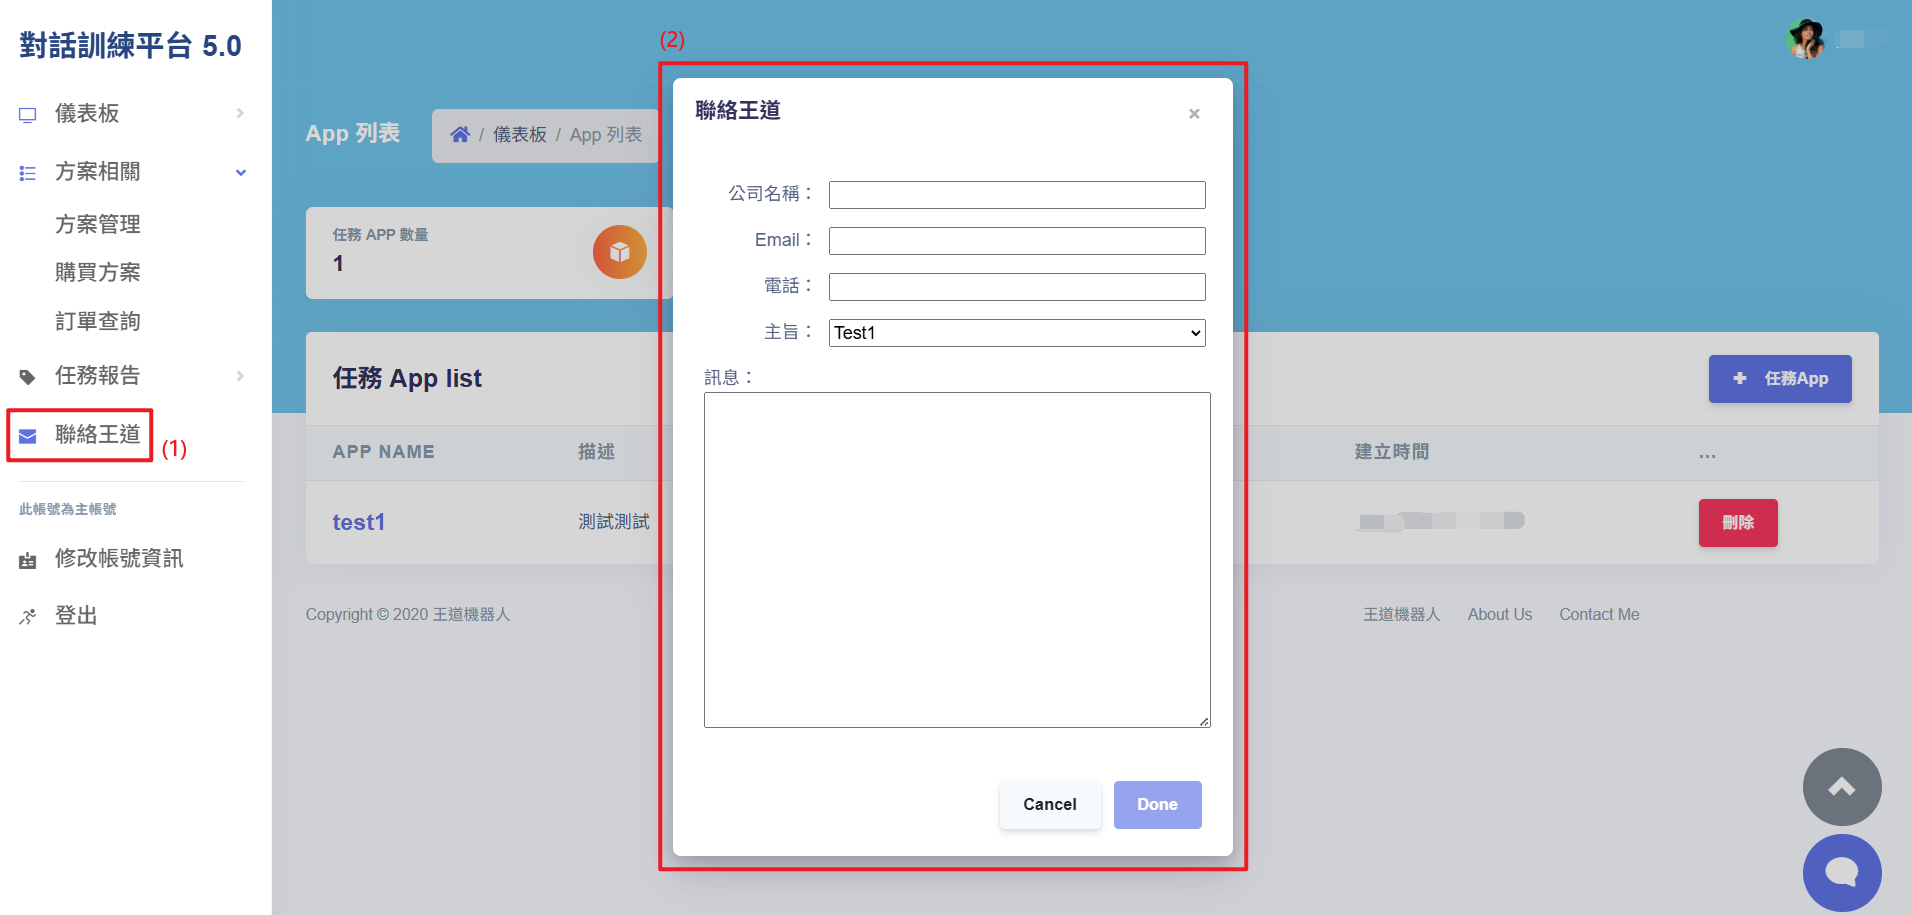 對話訓練平台 5.0
儀表板
方案相關
方案管理
購買方案
訂單查詢
任務報告
聯絡王道
(1)
此帳號為主帳號
修改帳號資訊
登出
App 列表
/ 儀表板 / App 列表
任務 APP 數量
1
任務 App list
任務App
APP NAME
描述
建立時間
...
test1
測試測試
刪除
Copyright © 2020 王道機器人
王道機器人
About Us
Contact Me
(2)
聯絡王道
×
公司名稱：
Email：
電話：
主旨：
Test1
訊息：
Cancel
Done